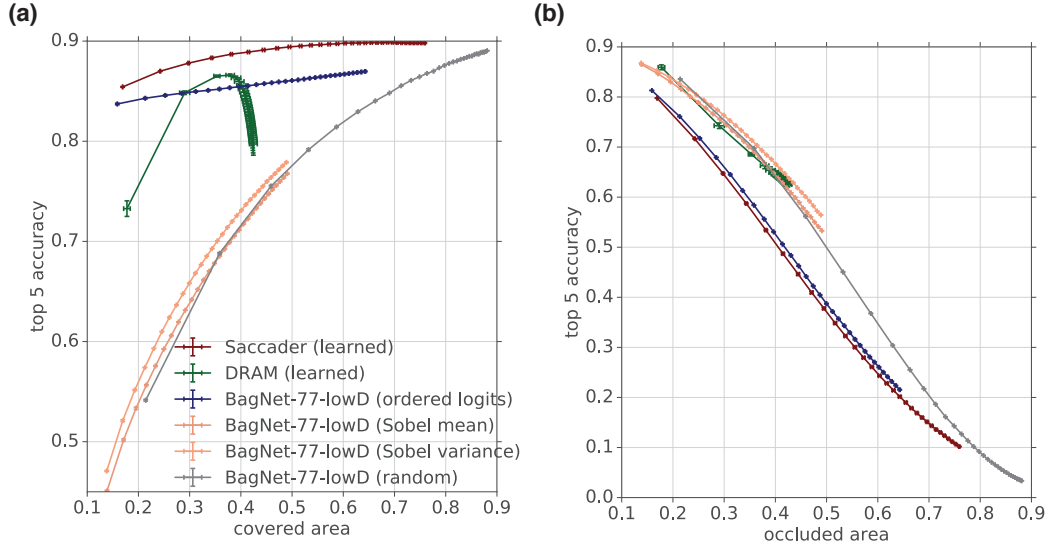 (a)
0.9
0.8
0.7
0.6
0.5
top 5 accuracy
Saccader (learned)
DRAM (learned)
BagNet-77-lowD (ordered logits)
BagNet-77-lowD (Sobel mean)
BagNet-77-lowD (Sobel variance)
BagNet-77-lowD (random)
0.1 0.2 0.3 0.4 0.5 0.6 0.7 0.8 0.9
covered area
(b)
0.9
0.8
0.7
0.6
0.5
0.4
0.3
0.2
0.1
0.0
top 5 accuracy
0.1 0.2 0.3 0.4 0.5 0.6 0.7 0.8 0.9
occluded area